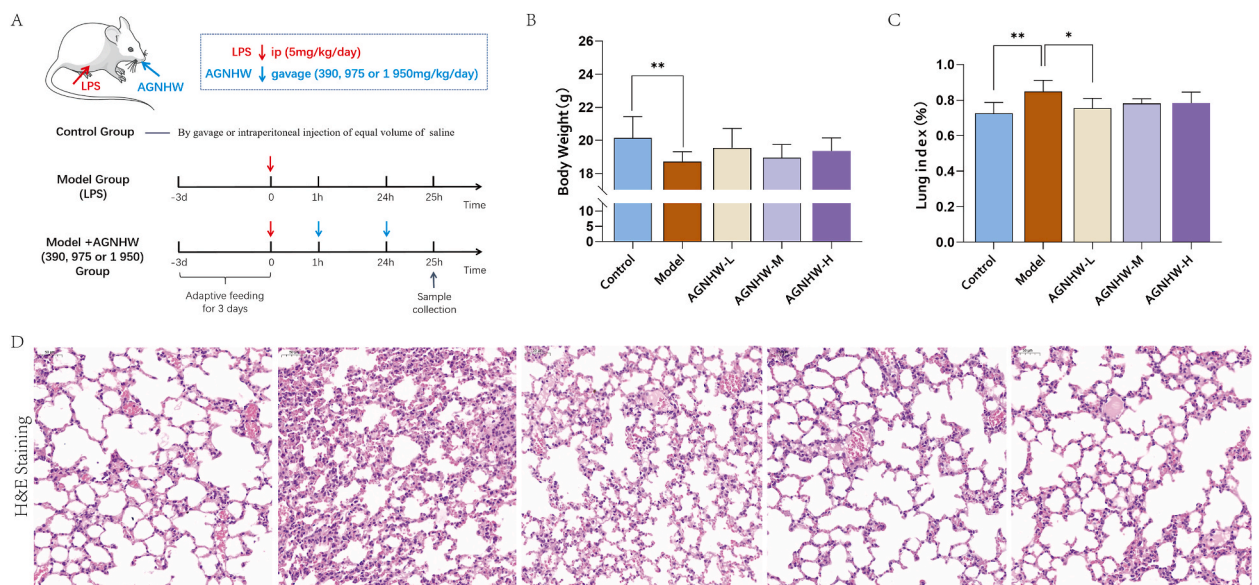 A
LPS ip (5mg/kg/day)
AGNHW gavage (390, 975 or 1 950mg/kg/day)
LPS
AGNHW
Control Group
By gavage or intraperitoneal injection of equal volume of saline
Model Group
(LPS)
-3d
0
1h
24h
25h
Time
Model +AGNHW
(390, 975 or 1 950)
Group
-3d
0
1h
24h
25h
Time
Adaptive feeding
for 3 days
Sample
collection
B
Body Weight(g)
26
24
22
20
18
10
5
0
**
Control
Model
AGNHW-L
AGNHW-M
AGNHW-H
C
Lung index(%)
1.0
0.8
0.6
0.4
0.2
0.0
**
*
Control
Model
AGNHW-L
AGNHW-M
AGNHW-H
D
H&E Staining